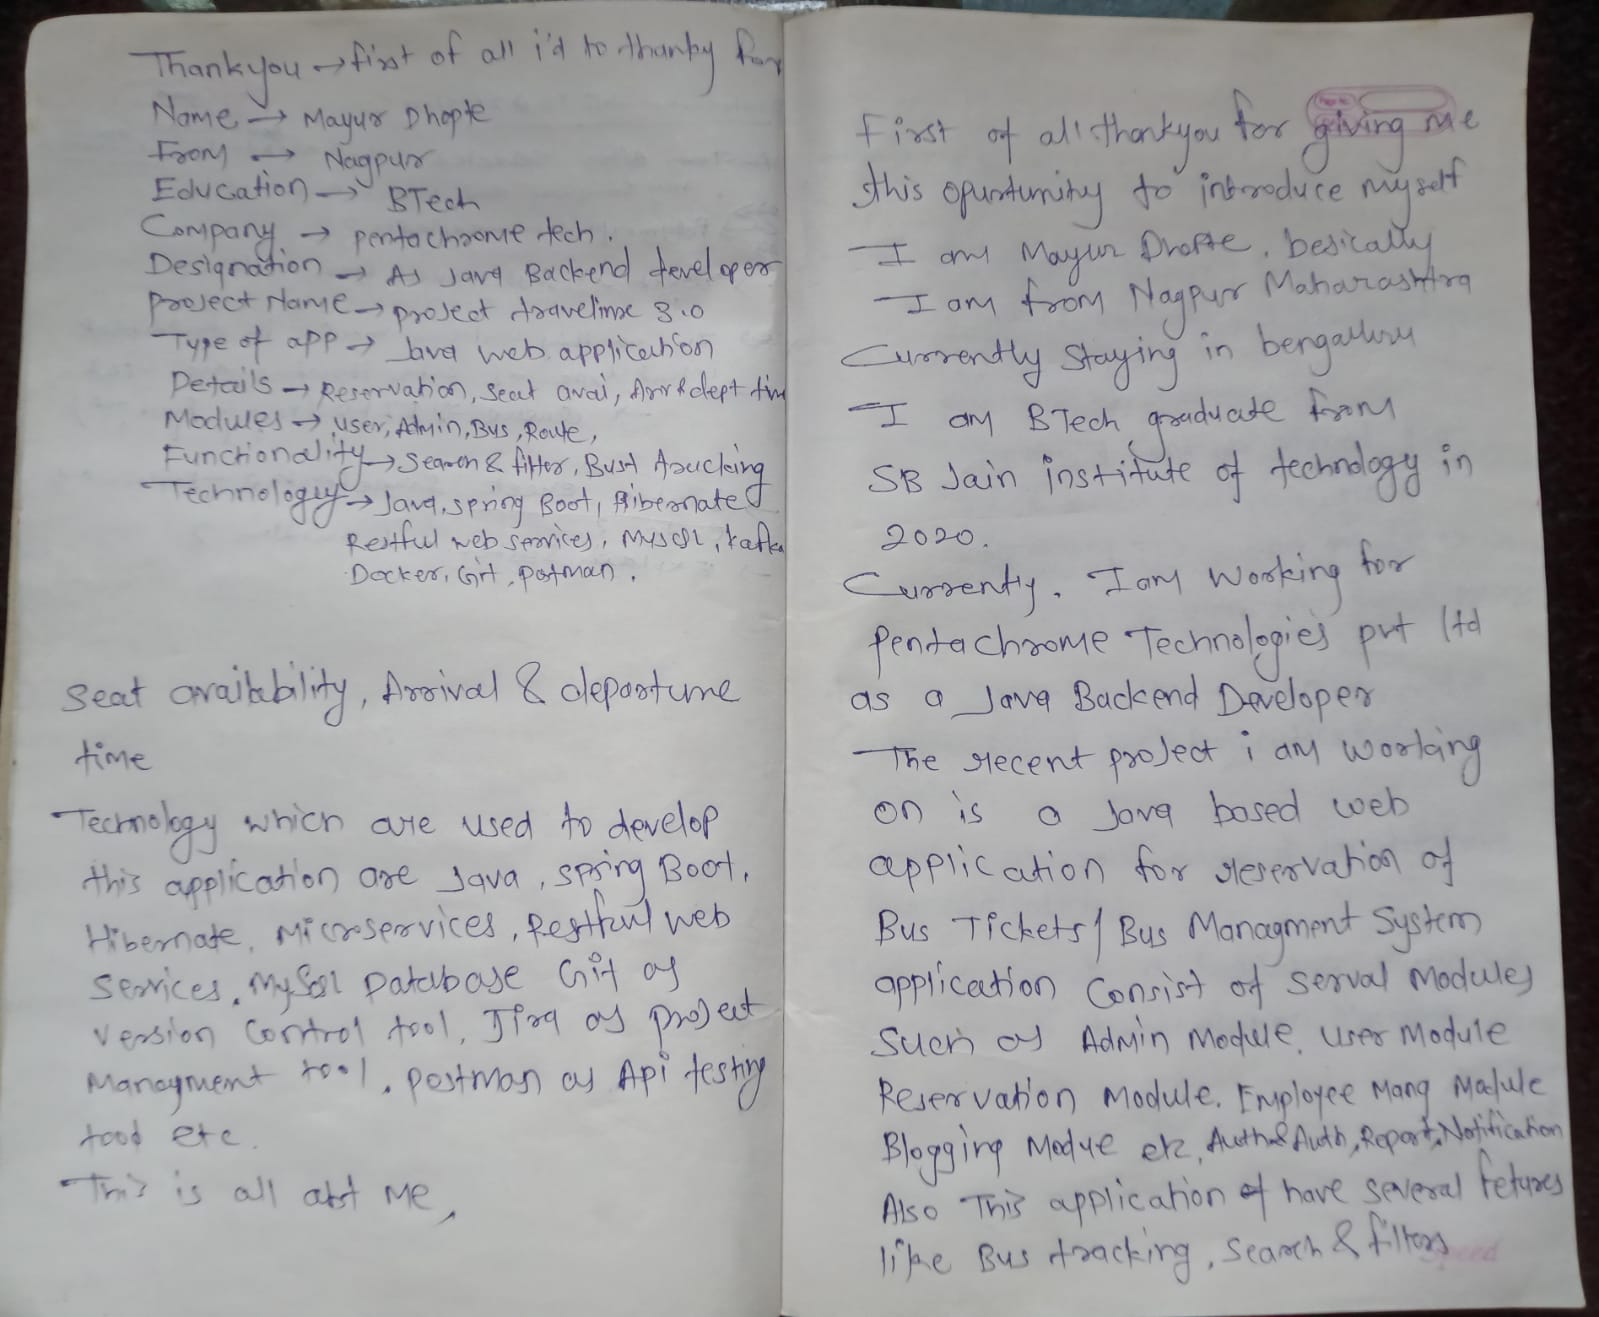 Thankyou → first of all i'd to thanky for
Name → Mayur Dhopte
From → Nagpur
Education → BTech
Company → pentachrome tech.
Designation → As Java Backend developer
Project Name → project travelime 3.0
Type of app → Java web application
Details → Reservation, seat avai, Arr & dept tim
Modules → user, Admin, Bus, Route,
Functionality → Search & filter, Bust Aracking
Technology → Java, spring Boot, Hibernate
Restful web services, MySQL, kafka
Docker, Git, postman.
Seat availability, Arrival & departure
time
Technology which are used to develop
this application are Java, spring Boot,
Hibernate, Microservices, Restful web
Services, MySql Database Git as
version control tool, Jira as project
Managment tool, postman as Api testing
tood etc.
This is all abt me,
First of all thankyou for giving me
this opurtunity to introduce myself
I am Mayur Dhopte, besically
I am from Nagpur Maharashtra
Currently staying in bengalluru
I am BTech graduate from
SB Jain institute of technology in
2020.
Currently, I am working for
Pentachrome Technologies pvt ltd
as a Java Backend Developer
The recent project i am working
on is a Java based web
application for reservation of
Bus Tickets / Bus Managment System
application Consist of serval Modules
Such as Admin Module, User Module
Reservation Module, Employee Mang Module
Blogging Modue etc, Auth & Auth, Report, Notification
Also This application of have several fetures
like Bus tracking, Search & filters